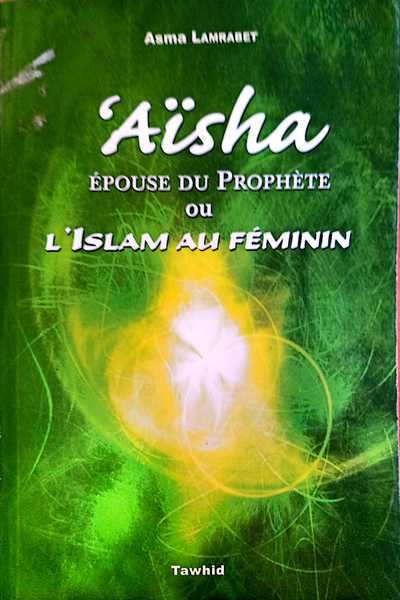 Asma LAMRABET
‘Aïsha
ÉPOUSE DU PROPHÈTE
OU
L'ISLAM AU FÉMININ
Tawhid